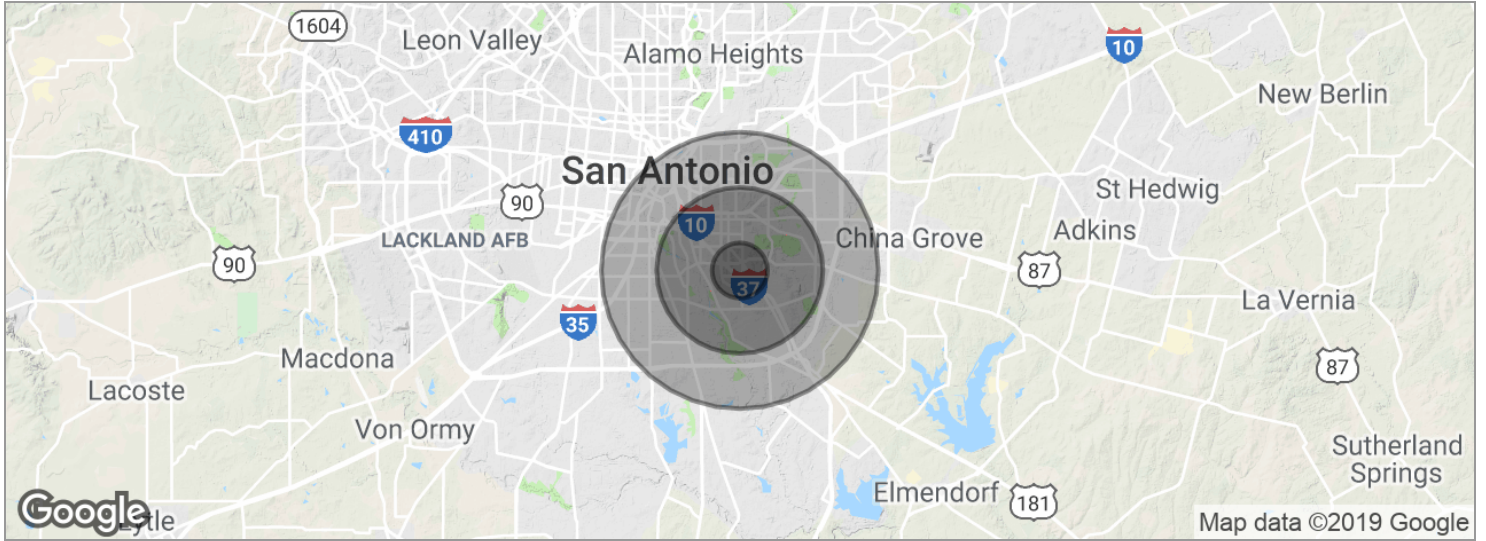 1604
Leon Valley
Alamo Heights
10
New Berlin
410
San Antonio
St Hedwig
90
10
Adkins
LACKLAND AFB
China Grove
90
87
37
La Vernia
35
Macdona
87
Lacoste
Von Ormy
Sutherland
Springs
Elmendorf
181
Google
Lytle
Map data ©2019 Google